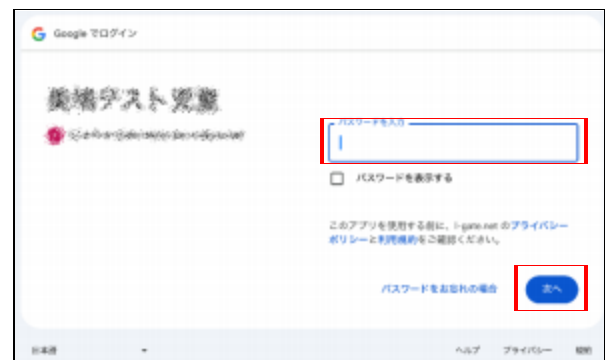 Google でログイン
テスト
パスワードを入力
パスワードを表示する
このアプリを使用する前に、i-gate.net のプライバシー
ポリシーと利用規約をご確認ください。
パスワードをお忘れの場合
次へ
日本語
ヘルプ プライバシー 規約